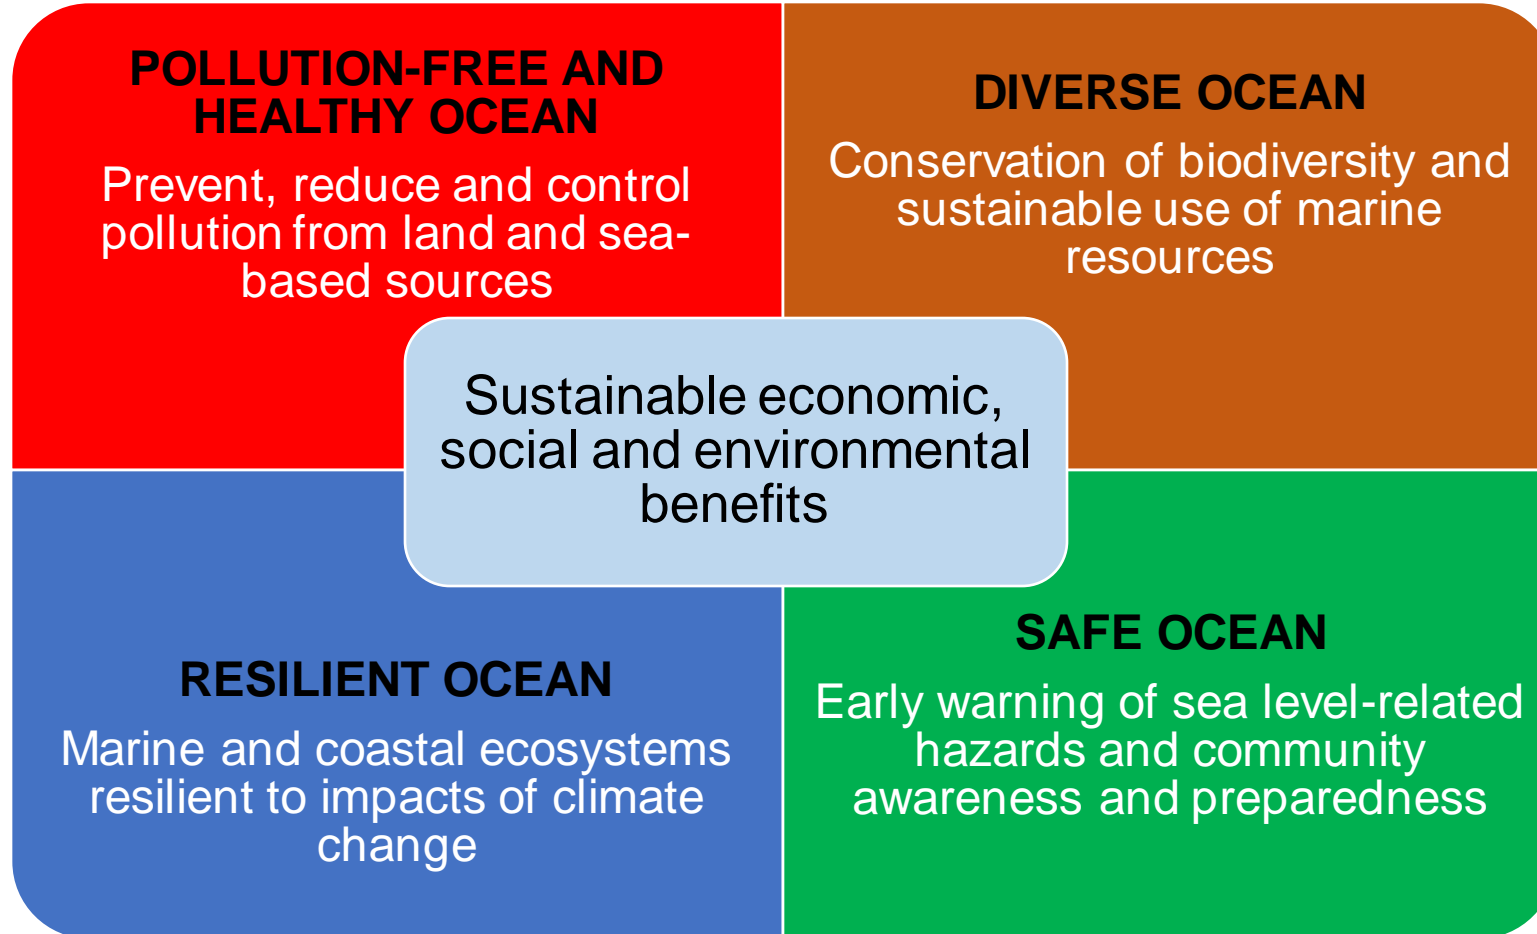 POLLUTION-FREE AND
HEALTHY OCEAN
Prevent, reduce and control
pollution from land and sea-
based sources
DIVERSE OCEAN
Conservation of biodiversity and
sustainable use of marine
resources
Sustainable economic,
social and environmental
benefits
RESILIENT OCEAN
Marine and coastal ecosystems
resilient to impacts of climate
change
SAFE OCEAN
Early warning of sea level-related
hazards and community
awareness and preparedness